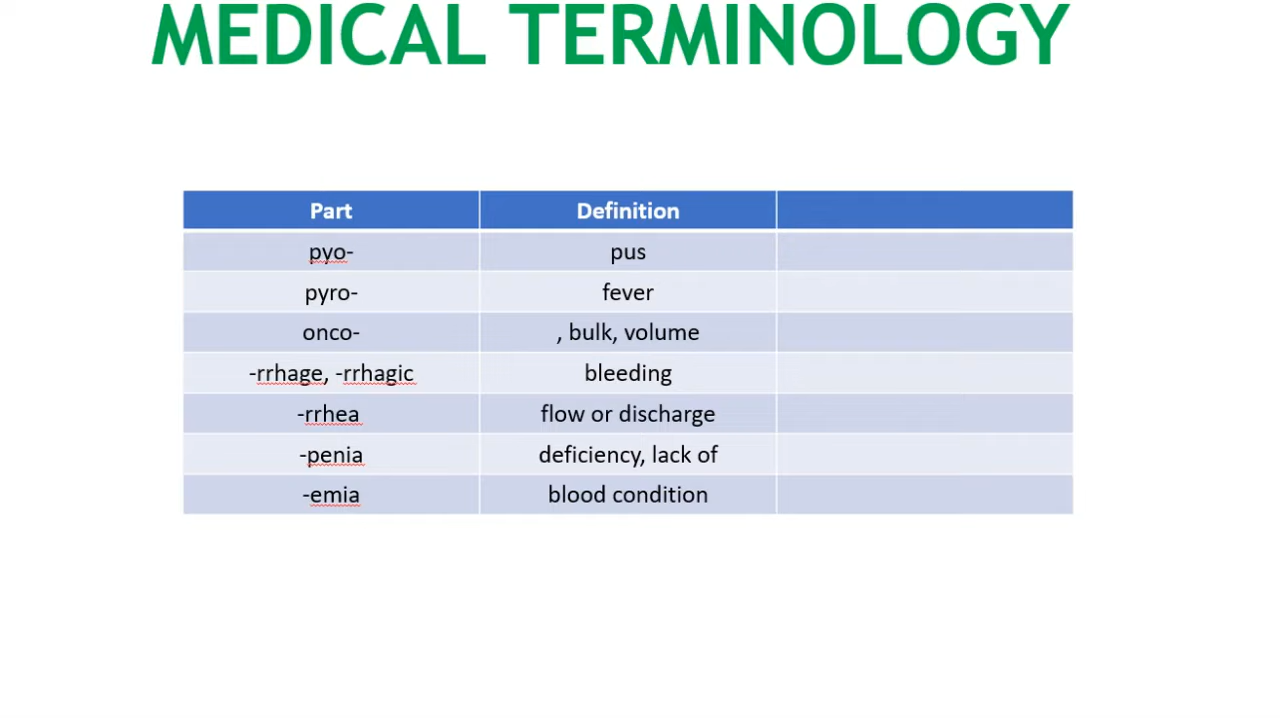 MEDICAL TERMINOLOGY
Part Definition
pyo- pus
pyro- fever
onco- , bulk, volume
-rrhage, -rrhagic bleeding
-rrhea flow or discharge
-penia deficiency, lack of
-emia blood condition